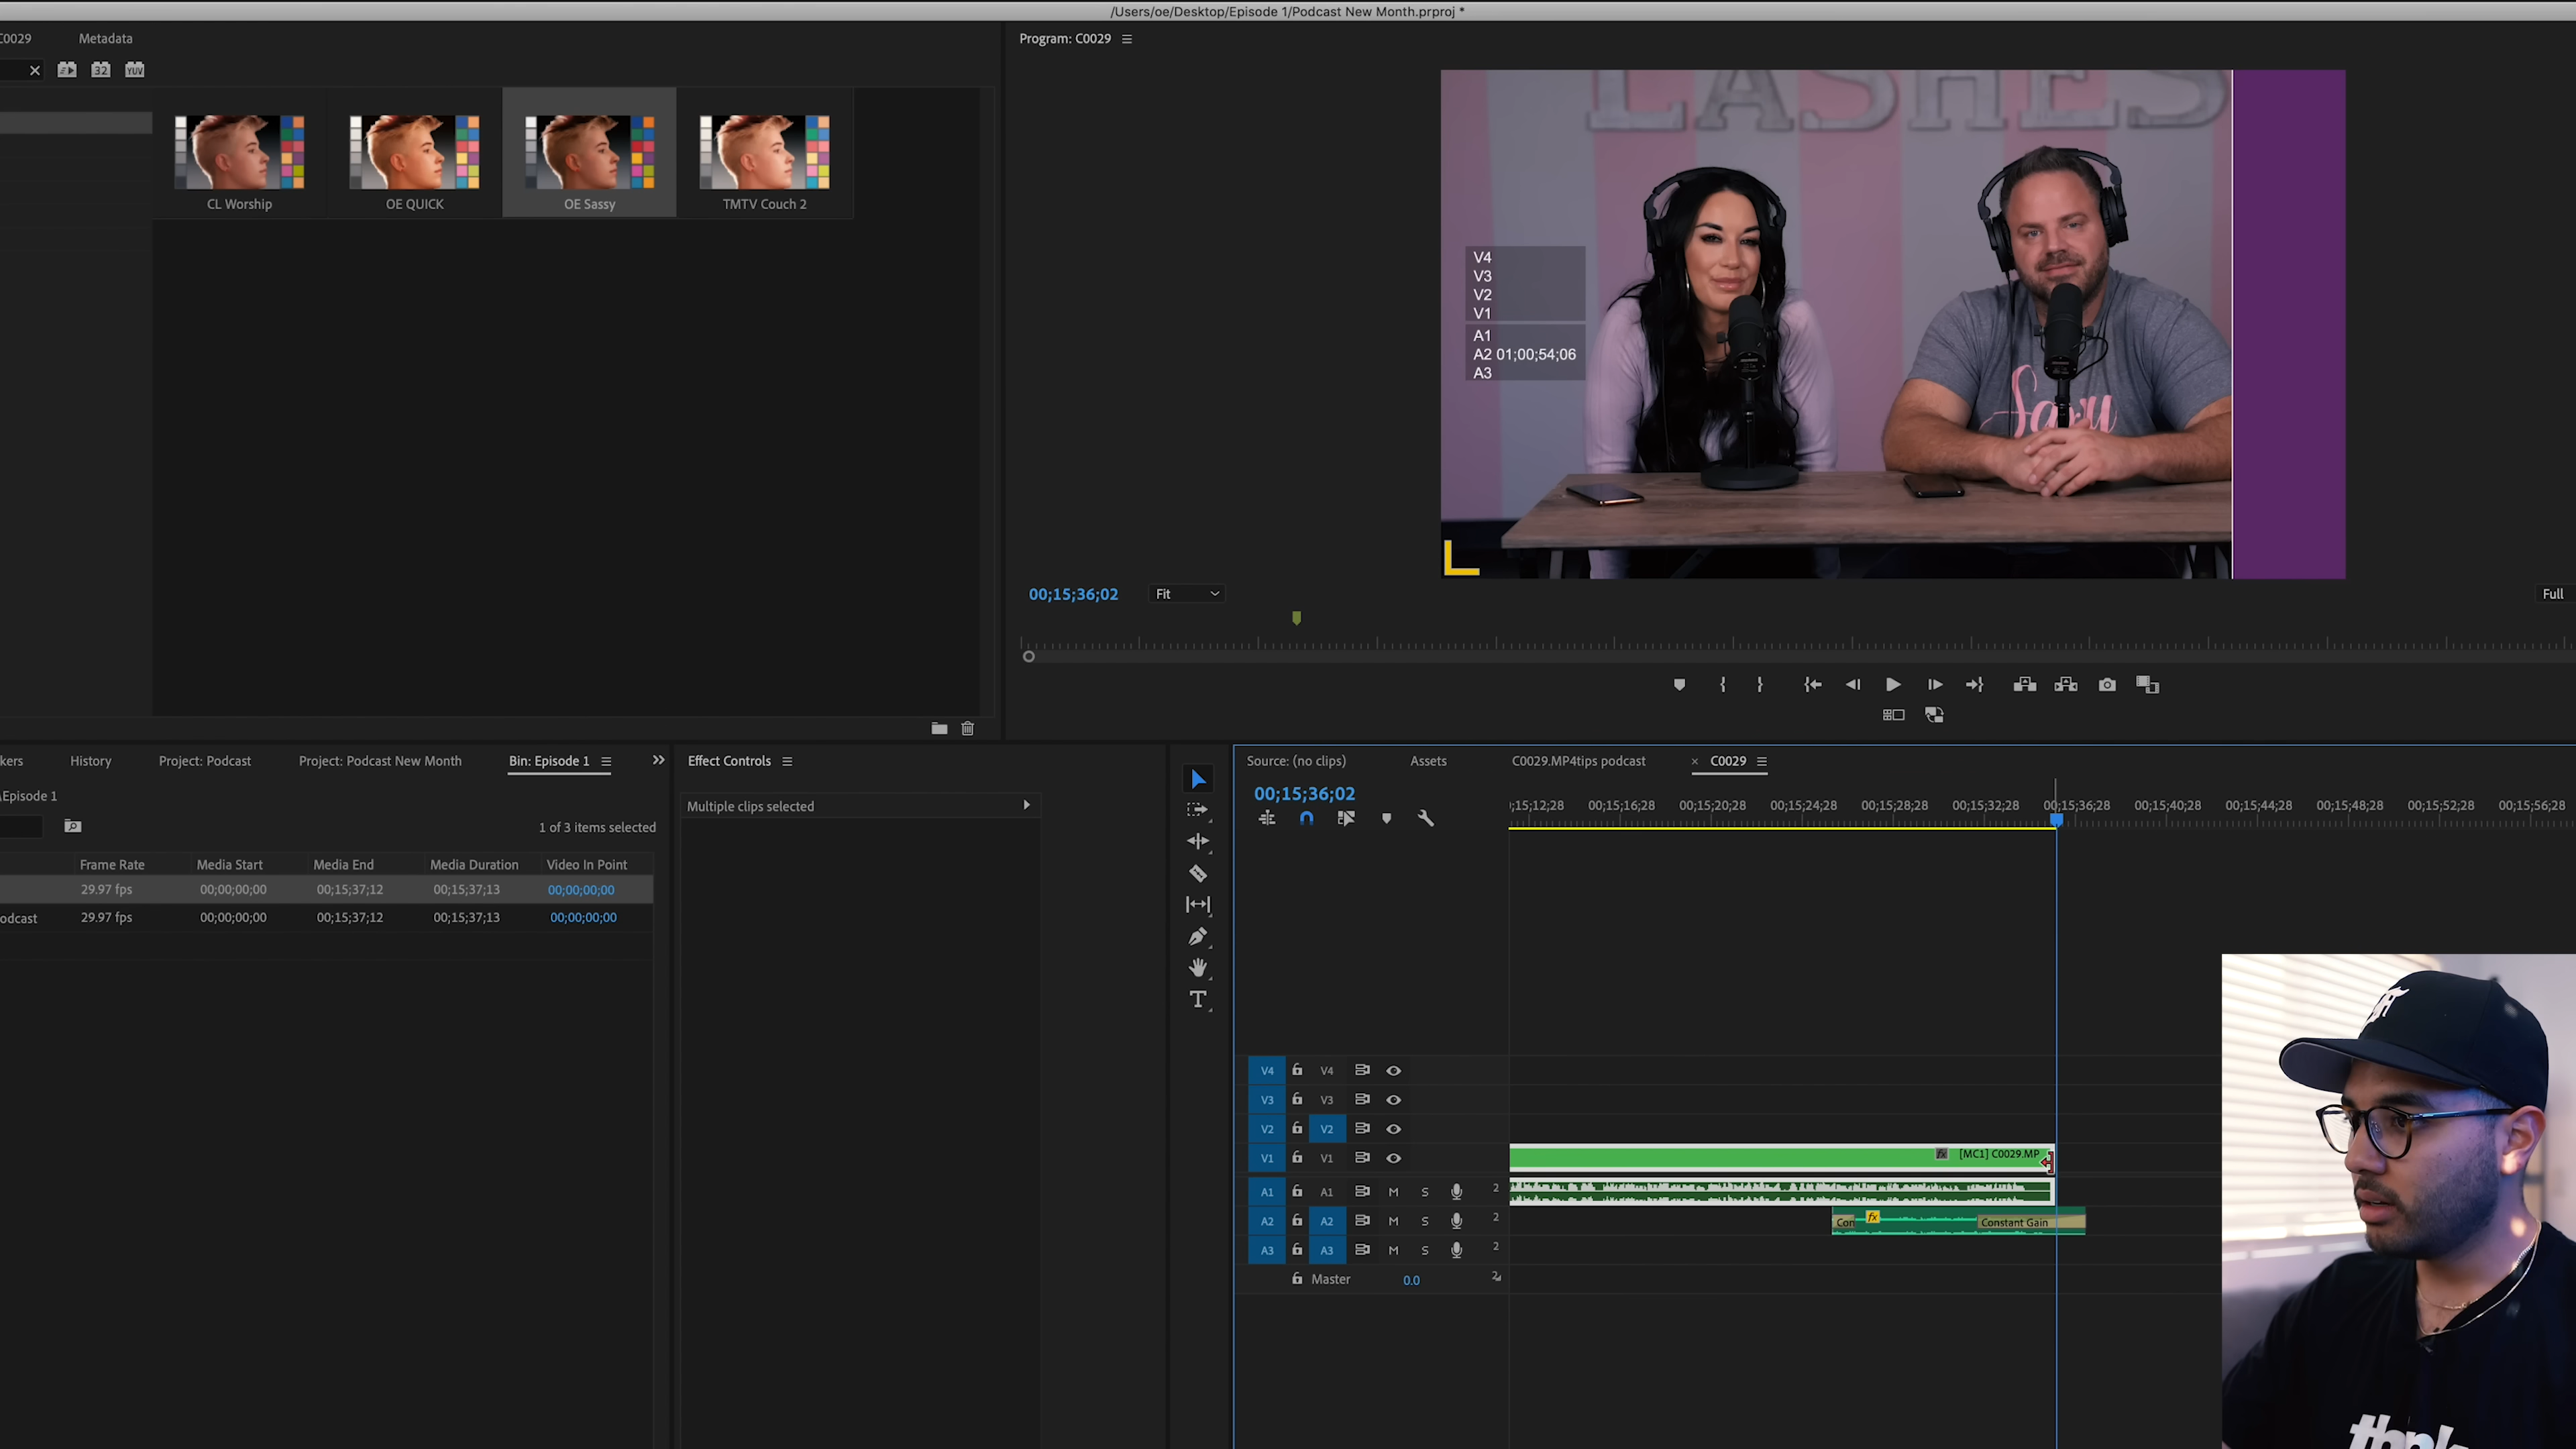 /Users/oe/Desktop/Episode 1/Podcast New Month.prproj *
C0029
Metadata
32
YUV
CL Worship
OE QUICK
OE Sassy
TMTV Couch 2
Program: C0029
LASHES
V4
V3
V2
V1
A1
A2 01;00;54;06
A3
00;15;36;02
Fit
Full
kers
History
Project: Podcast
Project: Podcast New Month
Bin: Episode 1
Episode 1
1 of 3 items selected
Frame Rate Media Start Media End Media Duration Video In Point
29.97 fps 00;00;00;00 00;15;37;12 00;15;37;13 00;00;00;00
odcast 29.97 fps 00;00;00;00 00;15;37;12 00;15;37;13 00;00;00;00
Effect Controls
Multiple clips selected
T
Source: (no clips)
Assets
C0029.MP4tips podcast
× C0029
00;15;36;02
15;12;28 00;15;16;28 00;15;20;28 00;15;24;28 00;15;28;28 00;15;32;28 00;15;36;28 00;15;40;28 00;15;44;28 00;15;48;28 00;15;52;28 00;15;56;28
V4 V4
V3 V3
V2 V2
V1 V1 fx [MC1] C0029.MP
A1 A1 M S 2
A2 A2 M S 2 Con fx Constant Gain
A3 A3 M S 2
Master 0.0 2